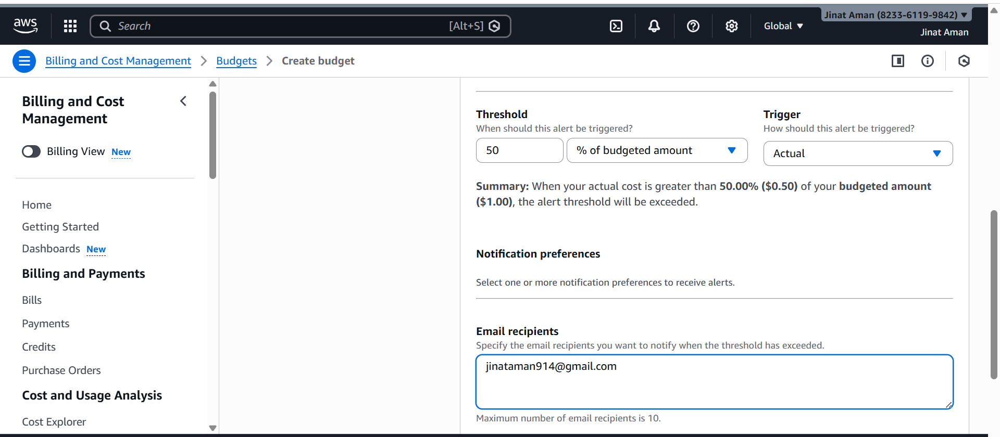 aws
Search [Alt+S]
Global
Jinat Aman (8233-6119-9842)
Jinat Aman
Billing and Cost Management
Budgets
Create budget
Billing and Cost
Management
Billing View New
Home
Getting Started
Dashboards New
Billing and Payments
Bills
Payments
Credits
Purchase Orders
Cost and Usage Analysis
Cost Explorer
Threshold
When should this alert be triggered?
50
% of budgeted amount
Trigger
How should this alert be triggered?
Actual
Summary: When your actual cost is greater than 50.00% ($0.50) of your budgeted amount
($1.00), the alert threshold will be exceeded.
Notification preferences
Select one or more notification preferences to receive alerts.
Email recipients
Specify the email recipients you want to notify when the threshold has exceeded.
jinataman914@gmail.com
Maximum number of email recipients is 10.